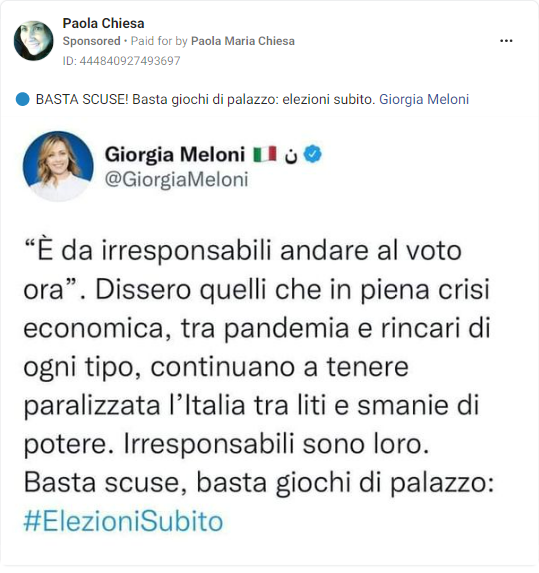 Paola Chiesa
Sponsored • Paid for by Paola Maria Chiesa
ID: 444840927493697
🔵 BASTA SCUSE! Basta giochi di palazzo: elezioni subito. Giorgia Meloni
Giorgia Meloni 🇮🇹 ن
@GiorgiaMeloni
“È da irresponsabili andare al voto
ora”. Dissero quelli che in piena crisi
economica, tra pandemia e rincari di
ogni tipo, continuano a tenere
paralizzata l’Italia tra liti e smanie di
potere. Irresponsabili sono loro.
Basta scuse, basta giochi di palazzo:
#ElezioniSubito